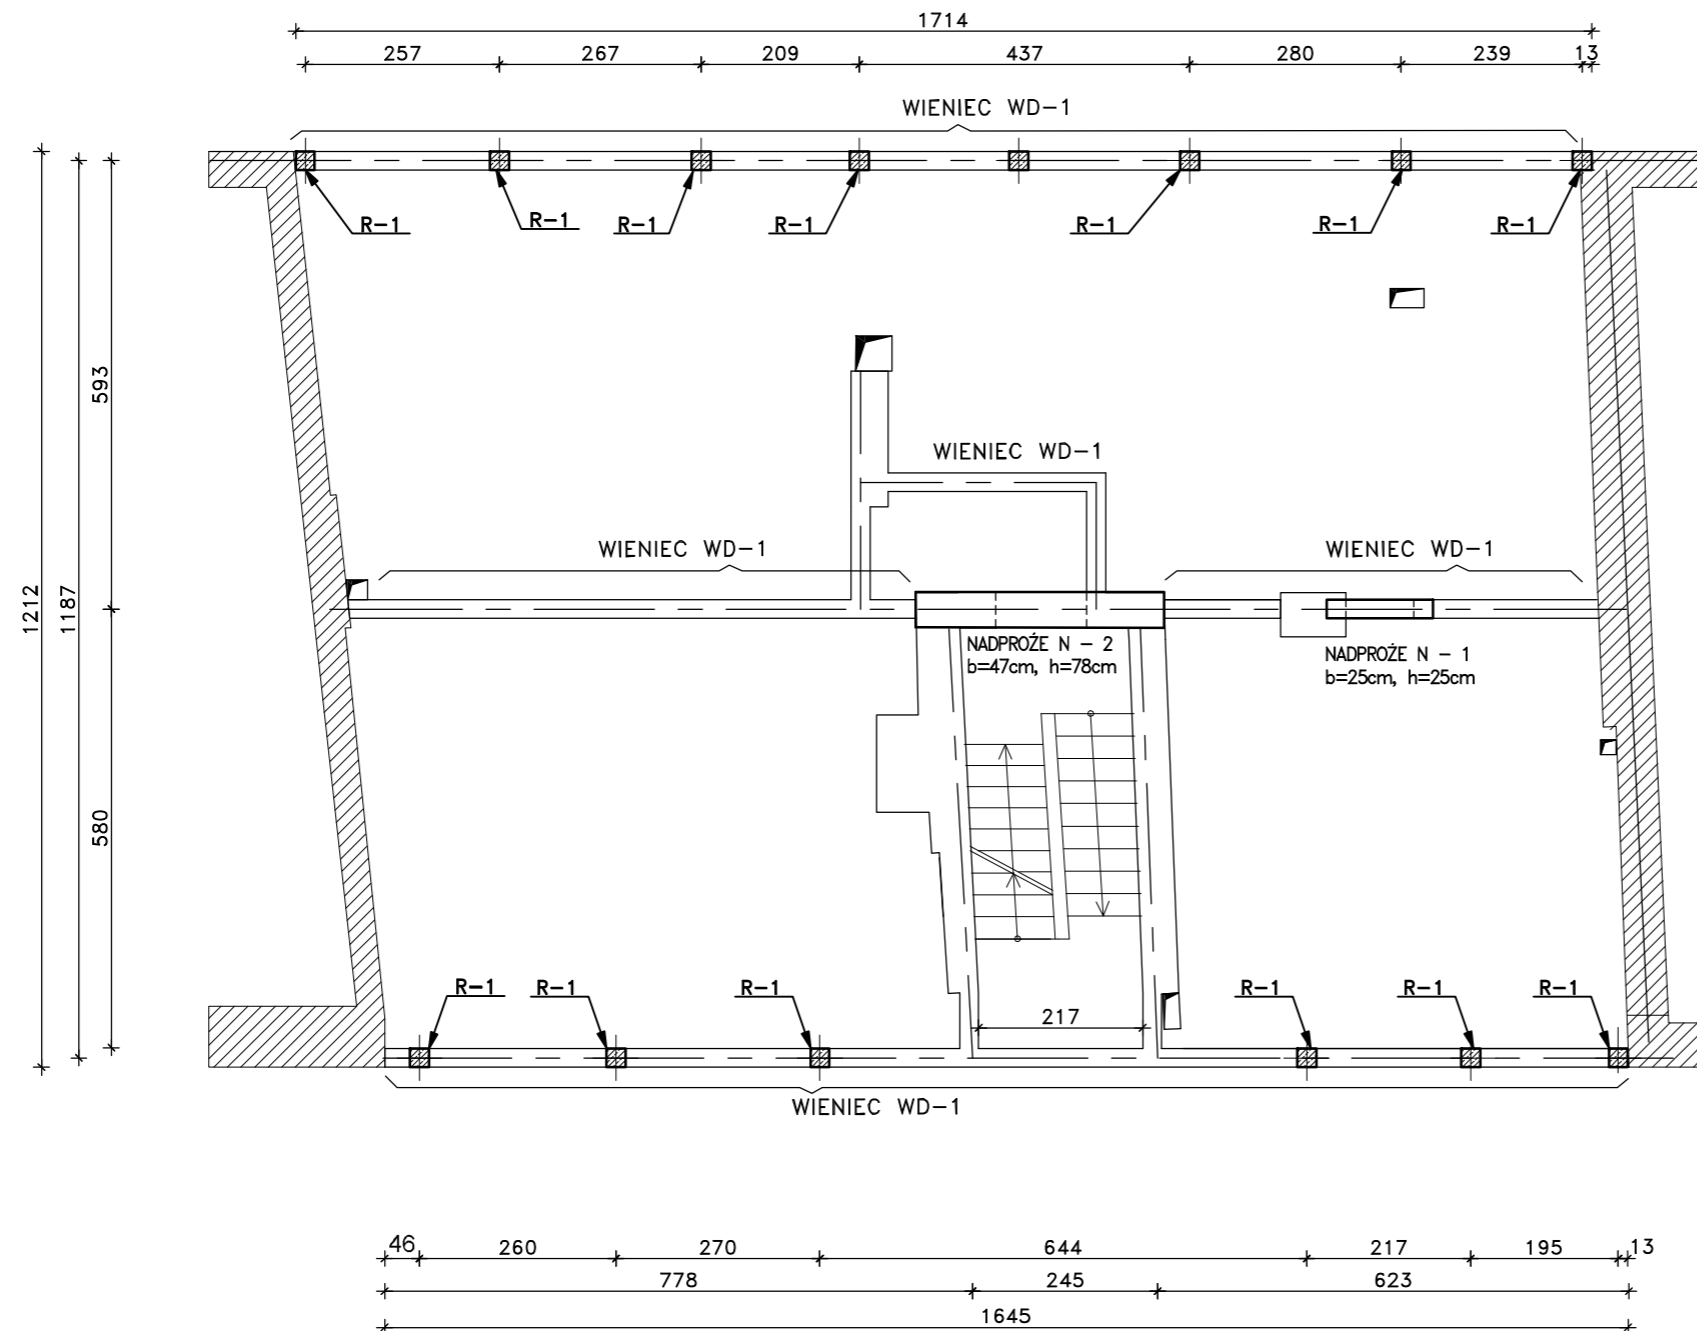 1714
257 267 209 437 280 239 13
WIENIEC WD-1
R-1 R-1 R-1 R-1 R-1 R-1 R-1
593
WIENIEC WD-1
WIENIEC WD-1
WIENIEC WD-1
1212
1187
NADPROŻE N - 2
b=47cm, h=78cm
NADPROŻE N - 1
b=25cm, h=25cm
580
R-1 R-1 R-1 R-1 R-1 R-1
217
WIENIEC WD-1
46 260 270 644 217 195 13
778 245 623
1645